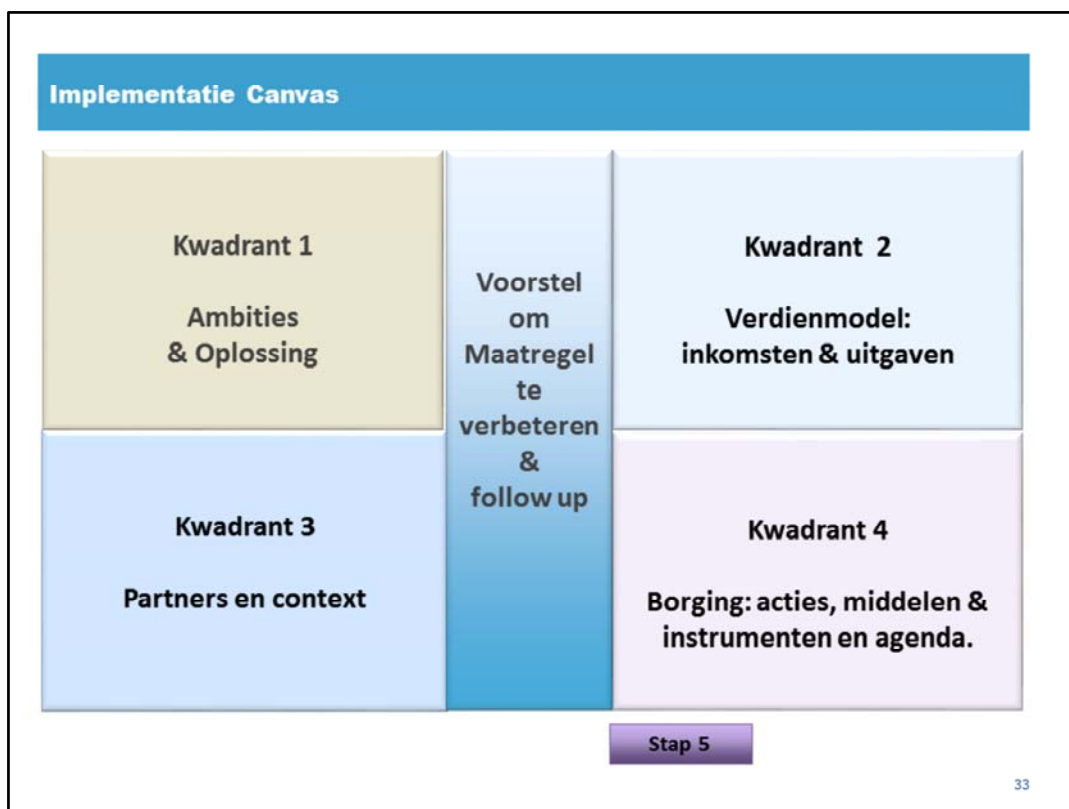 Implementatie Canvas
Kwadrant 1
Ambities
& Oplossing
Voorstel
om
Maatregel
te
verbeteren
&
follow up
Kwadrant 2
Verdienmodel:
inkomsten & uitgaven
Kwadrant 3
Partners en context
Kwadrant 4
Borging: acties, middelen &
instrumenten en agenda.
Stap 5
33